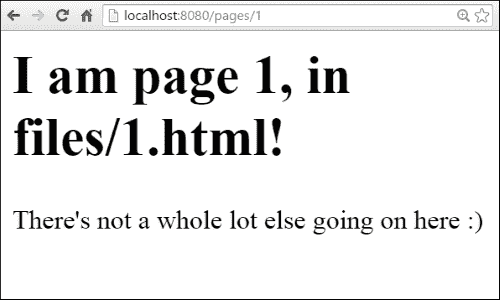 localhost:8080/pages/1
I am page 1, in
files/1.html!
There's not a whole lot else going on here :)